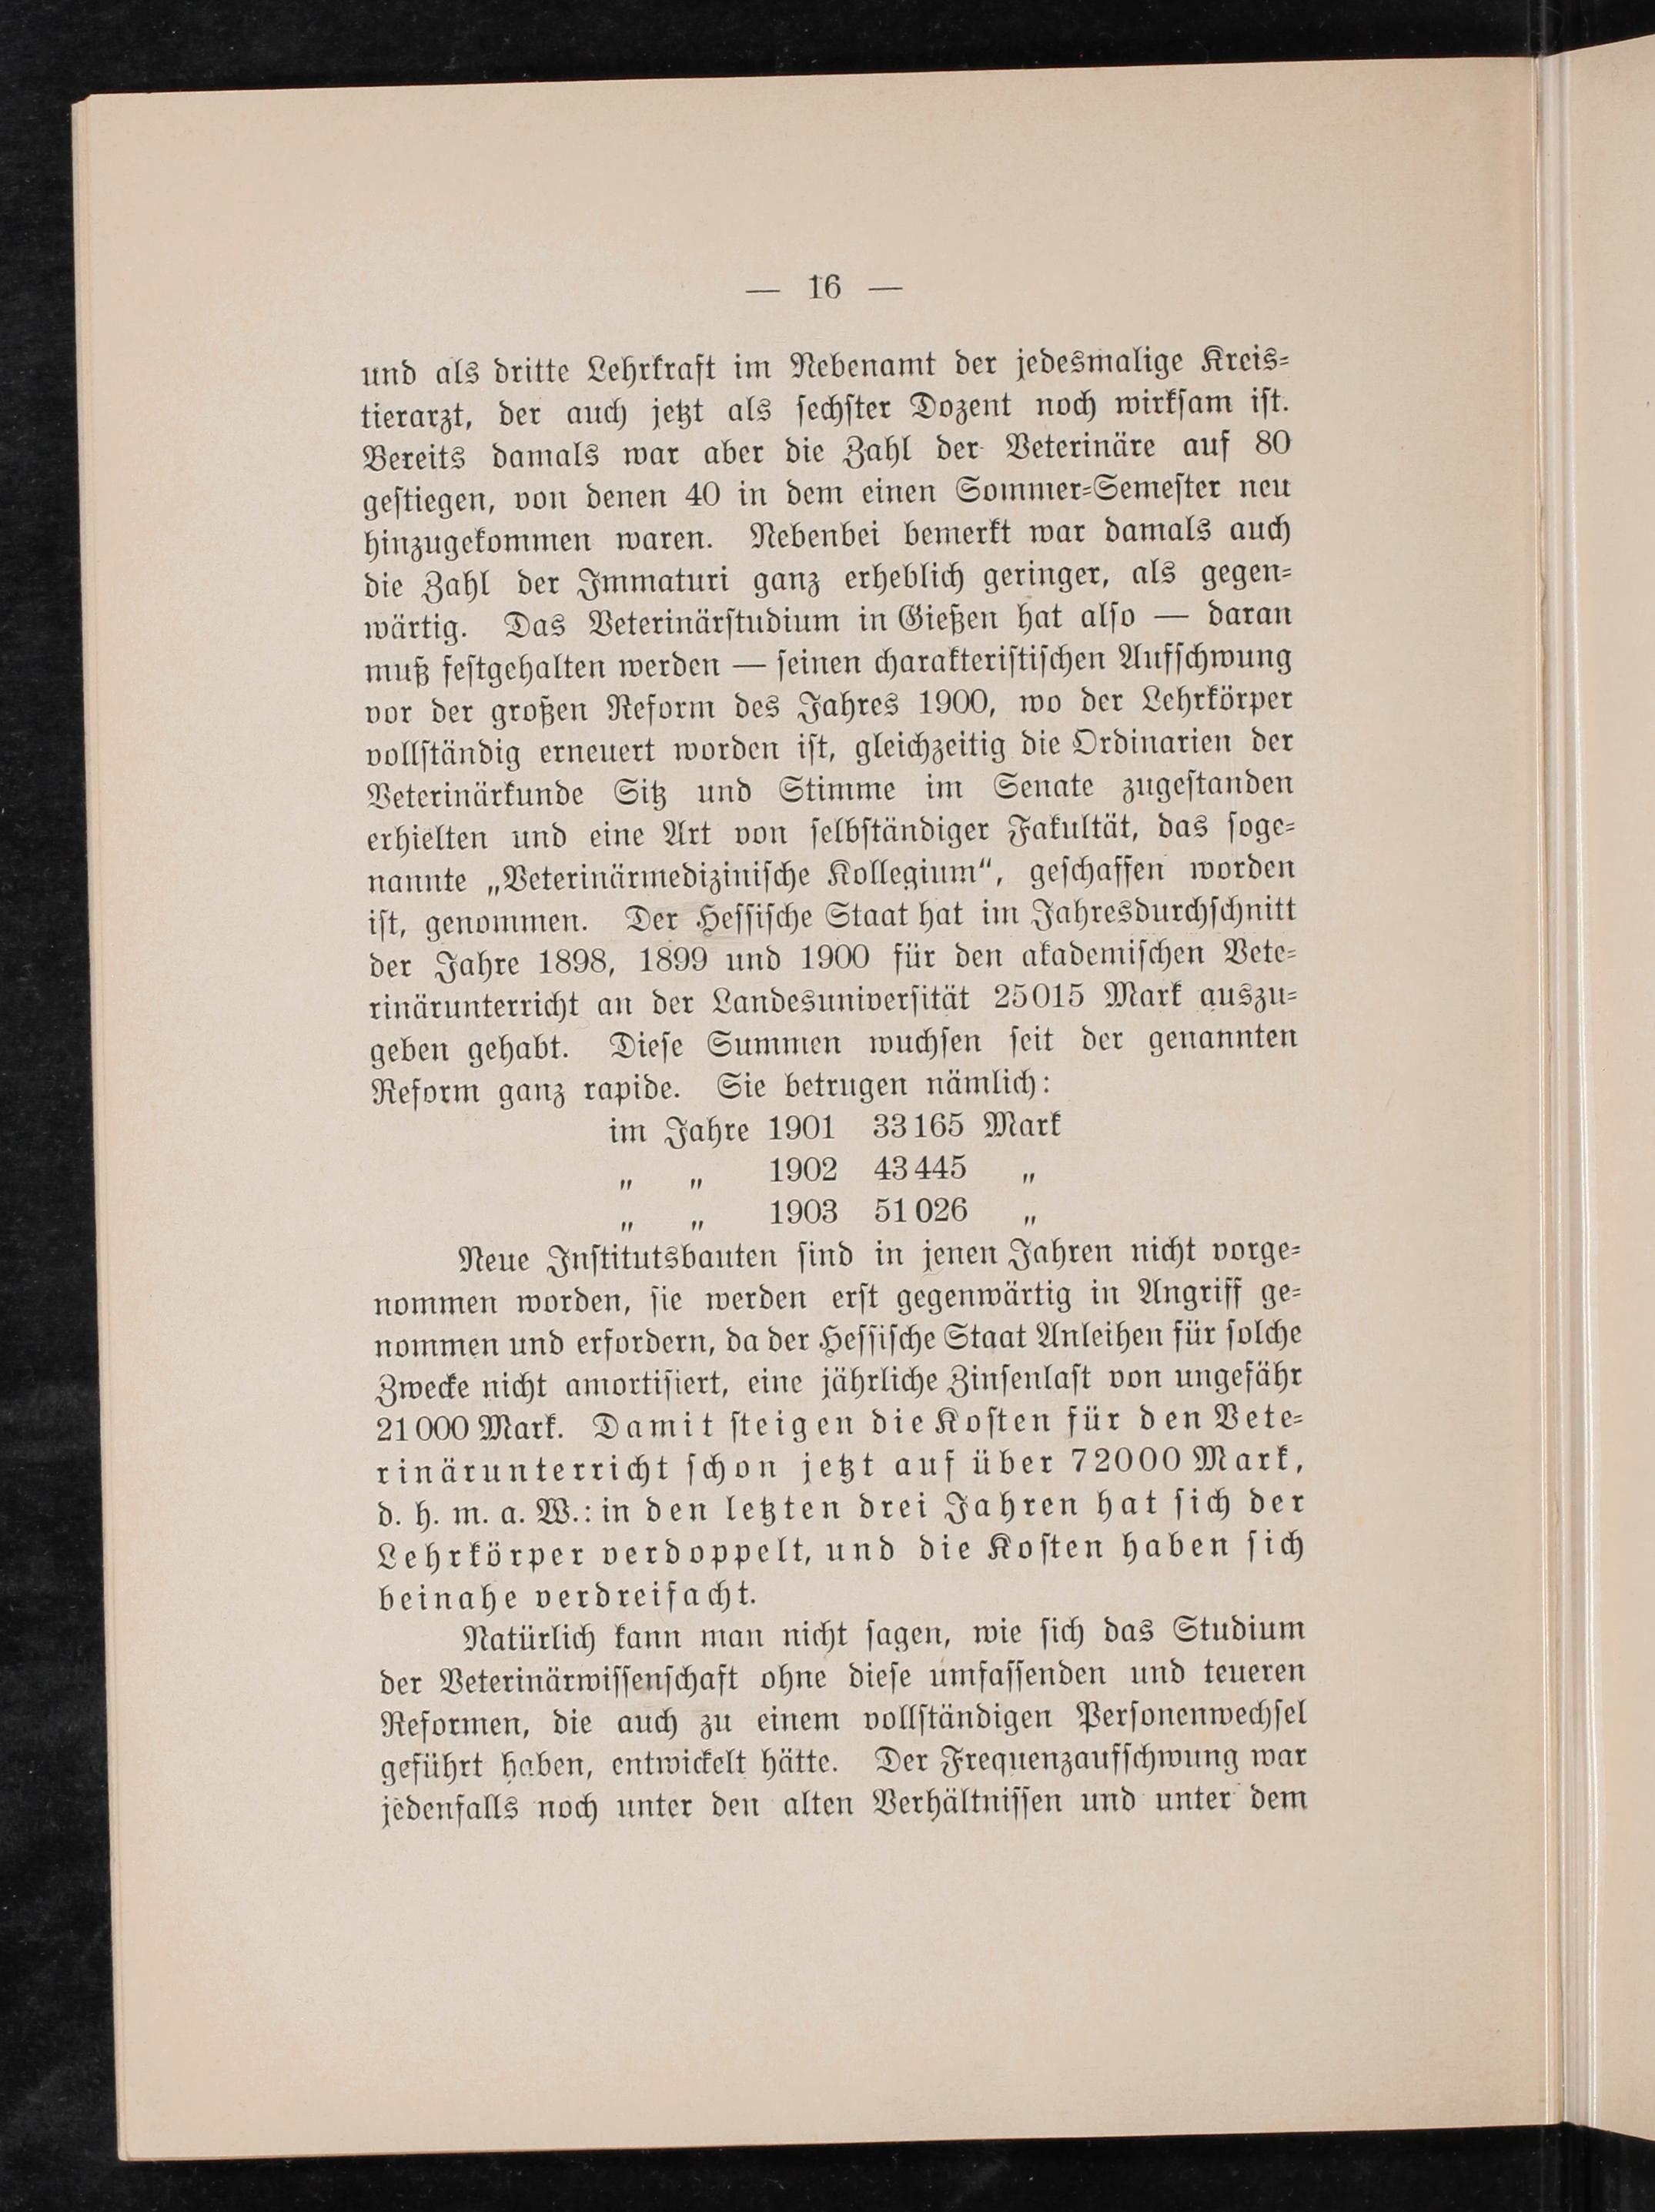 — 16 —
und als dritte Lehrkraft im Nebenamt der jedesmalige Kreis-
tierarzt, der auch jetzt als sechster Dozent noch wirksam ist.
Bereits damals war aber die Zahl der Veterinäre auf 80
gestiegen, von denen 40 in dem einen Sommer-Semester neu
hinzugekommen waren. Nebenbei bemerkt war damals auch
die Zahl der Immaturi ganz erheblich geringer, als gegen-
wärtig. Das Veterinärstudium in Gießen hat also — daran
muß festgehalten werden — seinen charakteristischen Aufschwung
vor der großen Reform des Jahres 1900, wo der Lehrkörper
vollständig erneuert worden ist, gleichzeitig die Ordinarien der
Veterinärkunde Sitz und Stimme im Senate zugestanden
erhielten und eine Art von selbständiger Fakultät, das soge-
nannte „Veterinärmedizinische Kollegium“, geschaffen worden
ist, genommen. Der Hessische Staat hat im Jahresdurchschnitt
der Jahre 1898, 1899 und 1900 für den akademischen Vete-
rinärunterricht an der Landesuniversität 25015 Mark auszu-
geben gehabt. Diese Summen wuchsen seit der genannten
Reform ganz rapide. Sie betrugen nämlich:
im Jahre 1901 33165 Mark
„ „ 1902 43445 „
„ „ 1903 51026 „
Neue Institutsbauten sind in jenen Jahren nicht vorge-
nommen worden, sie werden erst gegenwärtig in Angriff ge-
nommen und erfordern, da der Hessische Staat Anleihen für solche
Zwecke nicht amortisiert, eine jährliche Zinsenlast von ungefähr
21000 Mark. Damit steigen die Kosten für den Vete-
rinärunterricht schon jetzt auf über 72000 Mark,
d. h. m. a. W.: in den letzten drei Jahren hat sich der
Lehrkörper verdoppelt, und die Kosten haben sich
beinahe verdreifacht.
Natürlich kann man nicht sagen, wie sich das Studium
der Veterinärwissenschaft ohne diese umfassenden und teueren
Reformen, die auch zu einem vollständigen Personenwechsel
geführt haben, entwickelt hätte. Der Frequenzaufschwung war
jedenfalls noch unter den alten Verhältnissen und unter dem